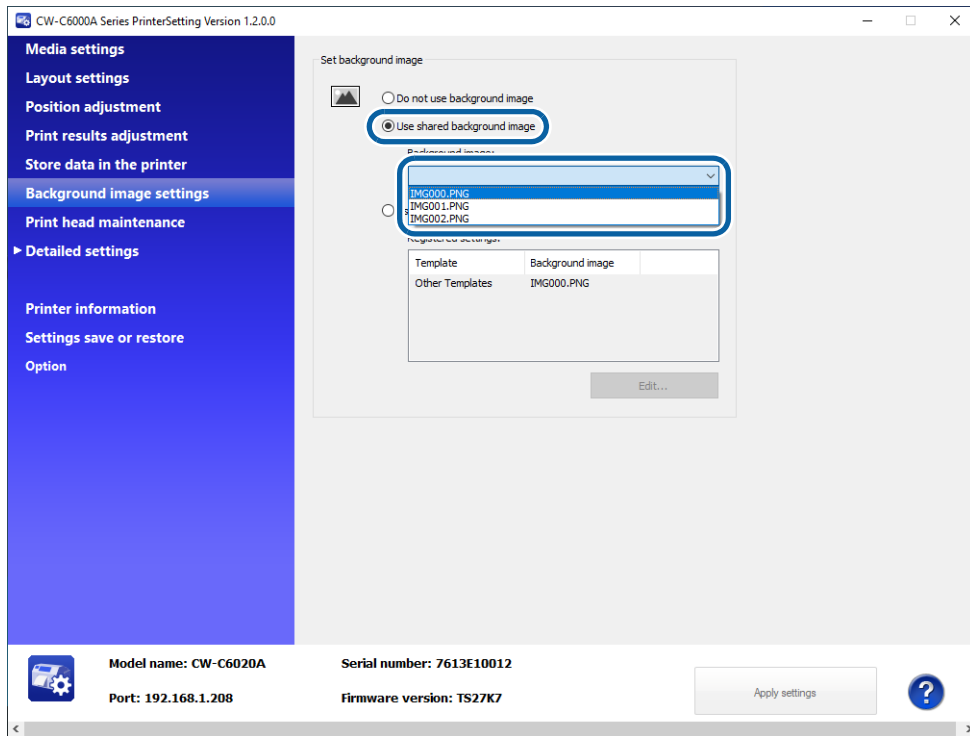 CW-C6000A Series PrinterSetting Version 1.2.0.0
Media settings
Layout settings
Position adjustment
Print results adjustment
Store data in the printer
Background image settings
Print head maintenance
Detailed settings
Printer information
Settings save or restore
Option
Set background image
Do not use background image
Use shared background image
Background image:
IMG000.PNG
IMG001.PNG
IMG002.PNG
Registered settings:
Template Background image
Other Templates IMG000.PNG
Edit...
Model name: CW-C6020A Serial number: 7613E10012
Port: 192.168.1.208 Firmware version: TS27K7
Apply settings
?